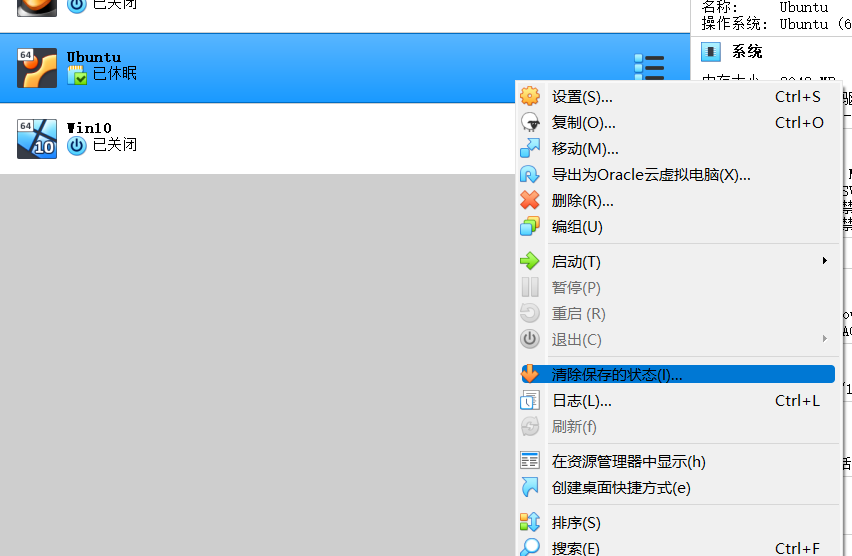 已关闭
名称: Ubuntu
操作系统: Ubuntu (6
64
Ubuntu
已休眠
系统
64
10
Win10
已关闭
设置(S)... Ctrl+S
复制(O)... Ctrl+O
移动(M)...
导出为Oracle云虚拟电脑(X)...
删除(R)...
编组(U)
启动(T)
暂停(P)
重启 (R)
退出(C)
清除保存的状态(I)...
日志(L)... Ctrl+L
刷新(f)
在资源管理器中显示(h)
创建桌面快捷方式(e)
排序(S)
搜索(E) Ctrl+F